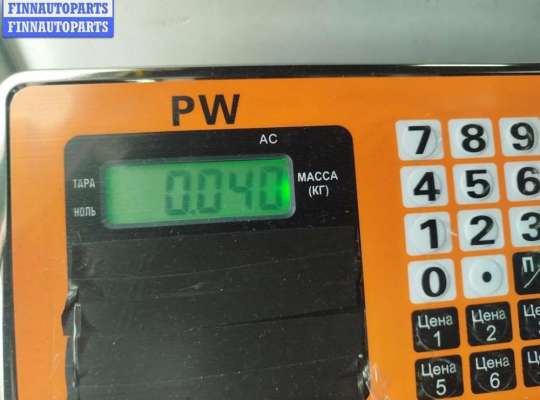 FINNAUTOPARTS
FINNAUTOPARTS
PW
AC
ТАРА
НОЛЬ
0.040
МАССА
(КГ)
7 8 9
4 5 6
1 2 3
0 • П/
Цена 1 Цена 2 Цена
Цена 5 Цена 6